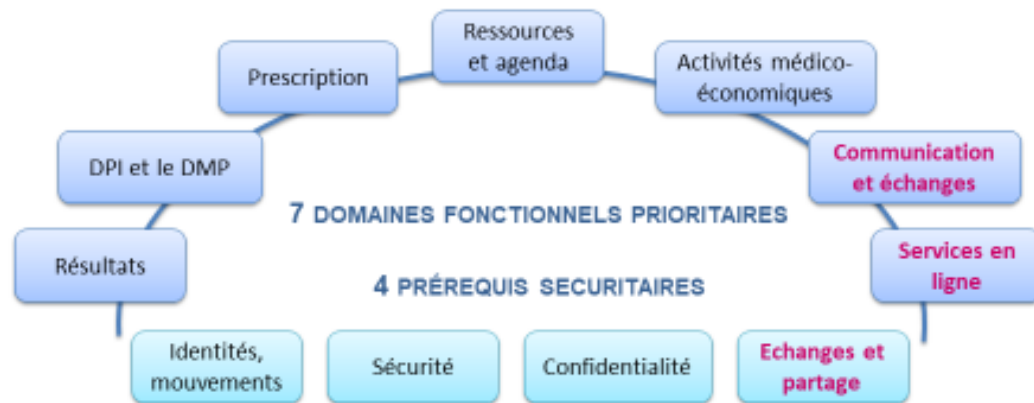 Ressources
et agenda
Prescription
Activités médico-
économiques
DPI et le DMP
Communication
et échanges
7 DOMAINES FONCTIONNELS PRIORITAIRES
Résultats
Services en
ligne
4 PRÉREQUIS SECURITAIRES
Identités,
mouvements
Sécurité
Confidentialité
Echanges et
partage